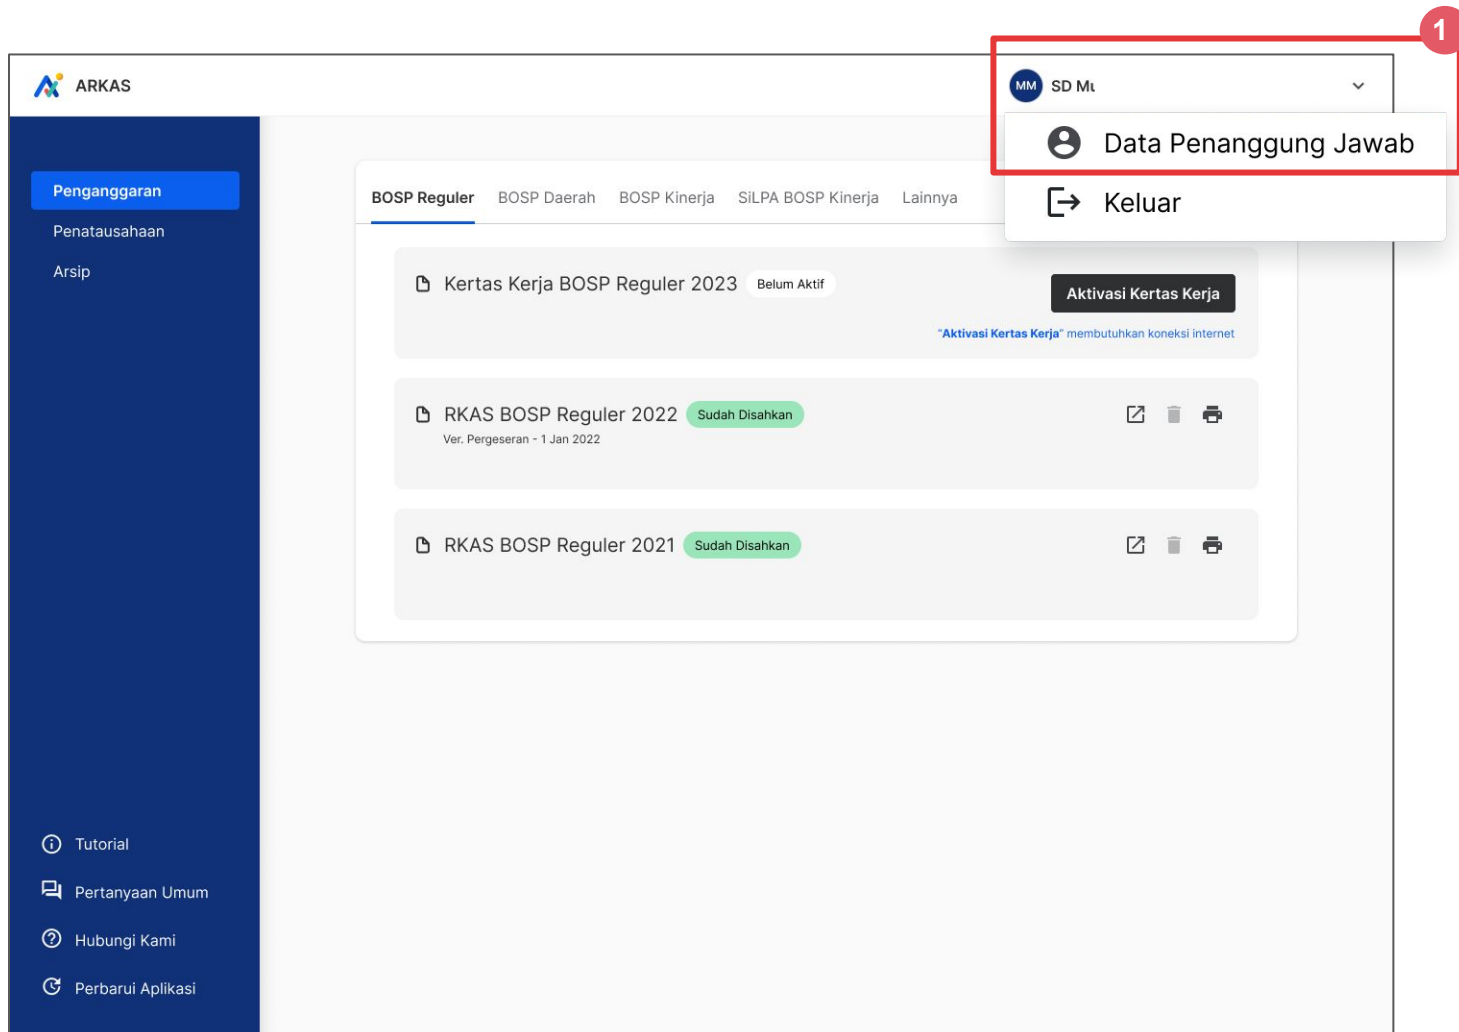 1
ARKAS
MM SD Mu
Data Penanggung Jawab
Keluar
Penganggaran
Penatausahaan
Arsip
BOSP Reguler BOSP Daerah BOSP Kinerja SiLPA BOSP Kinerja Lainnya
Kertas Kerja BOSP Reguler 2023 Belum Aktif
Aktivasi Kertas Kerja
"Aktivasi Kertas Kerja" membutuhkan koneksi internet
RKAS BOSP Reguler 2022 Sudah Disahkan
Ver. Pergeseran - 1 Jan 2022
RKAS BOSP Reguler 2021 Sudah Disahkan
Tutorial
Pertanyaan Umum
Hubungi Kami
Perbarui Aplikasi